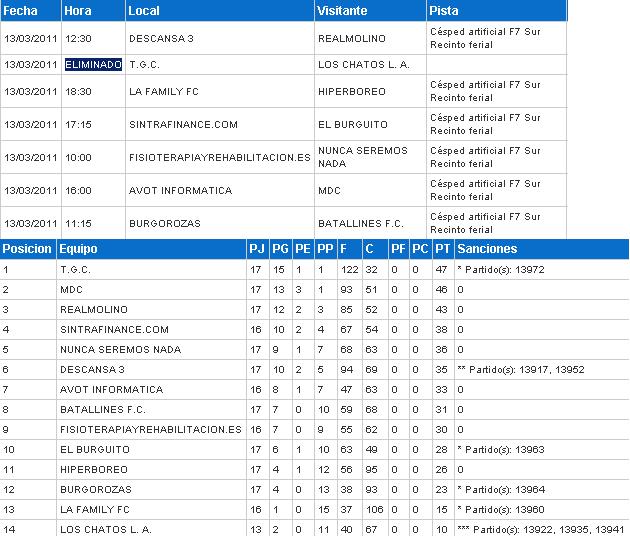 Fecha Hora Local Visitante Pista
13/03/2011 12:30 DESCANSA 3 REALMOLINO Césped artificial F7 Sur
Recinto ferial
13/03/2011 ELIMINADO T.G.C. LOS CHATOS L. A.
13/03/2011 18:30 LA FAMILY FC HIPERBOREO Césped artificial F7 Sur
Recinto ferial
13/03/2011 17:15 SINTRAFINANCE.COM EL BURGUITO Césped artificial F7 Sur
Recinto ferial
13/03/2011 10:00 FISIOTERAPIAYREHABILITACION.ES NUNCA SEREMOS NADA Césped artificial F7 Sur
Recinto ferial
13/03/2011 16:00 AVOT INFORMATICA MDC Césped artificial F7 Sur
Recinto ferial
13/03/2011 11:15 BURGOROZAS BATALLINES F.C. Césped artificial F7 Sur
Recinto ferial
Posicion Equipo PJ PG PE PP F C PF PC PT Sanciones
1 T.G.C. 17 15 1 1 122 32 0 0 47 * Partido(s): 13972
2 MDC 17 13 3 1 93 51 0 0 46 0
3 REALMOLINO 17 12 2 3 85 52 0 0 43 0
4 SINTRAFINANCE.COM 16 10 2 4 67 54 0 0 38 0
5 NUNCA SEREMOS NADA 17 9 1 7 68 63 0 0 36 0
6 DESCANSA 3 17 10 2 5 94 69 0 0 35 ** Partido(s): 13917, 13952
7 AVOT INFORMATICA 16 8 1 7 47 63 0 0 33 0
8 BATALLINES F.C. 17 7 0 10 59 68 0 0 31 0
9 FISIOTERAPIAYREHABILITACION.ES 16 7 0 9 55 62 0 0 30 0
10 EL BURGUITO 17 6 1 10 63 49 0 0 28 * Partido(s): 13963
11 HIPERBOREO 17 4 1 12 56 95 0 0 26 0
12 BURGOROZAS 17 4 0 13 38 93 0 0 23 * Partido(s): 13964
13 LA FAMILY FC 16 1 0 15 37 106 0 0 15 * Partido(s): 13960
14 LOS CHATOS L. A. 13 2 0 11 40 67 0 0 10 *** Partido(s): 13922, 13935, 13941